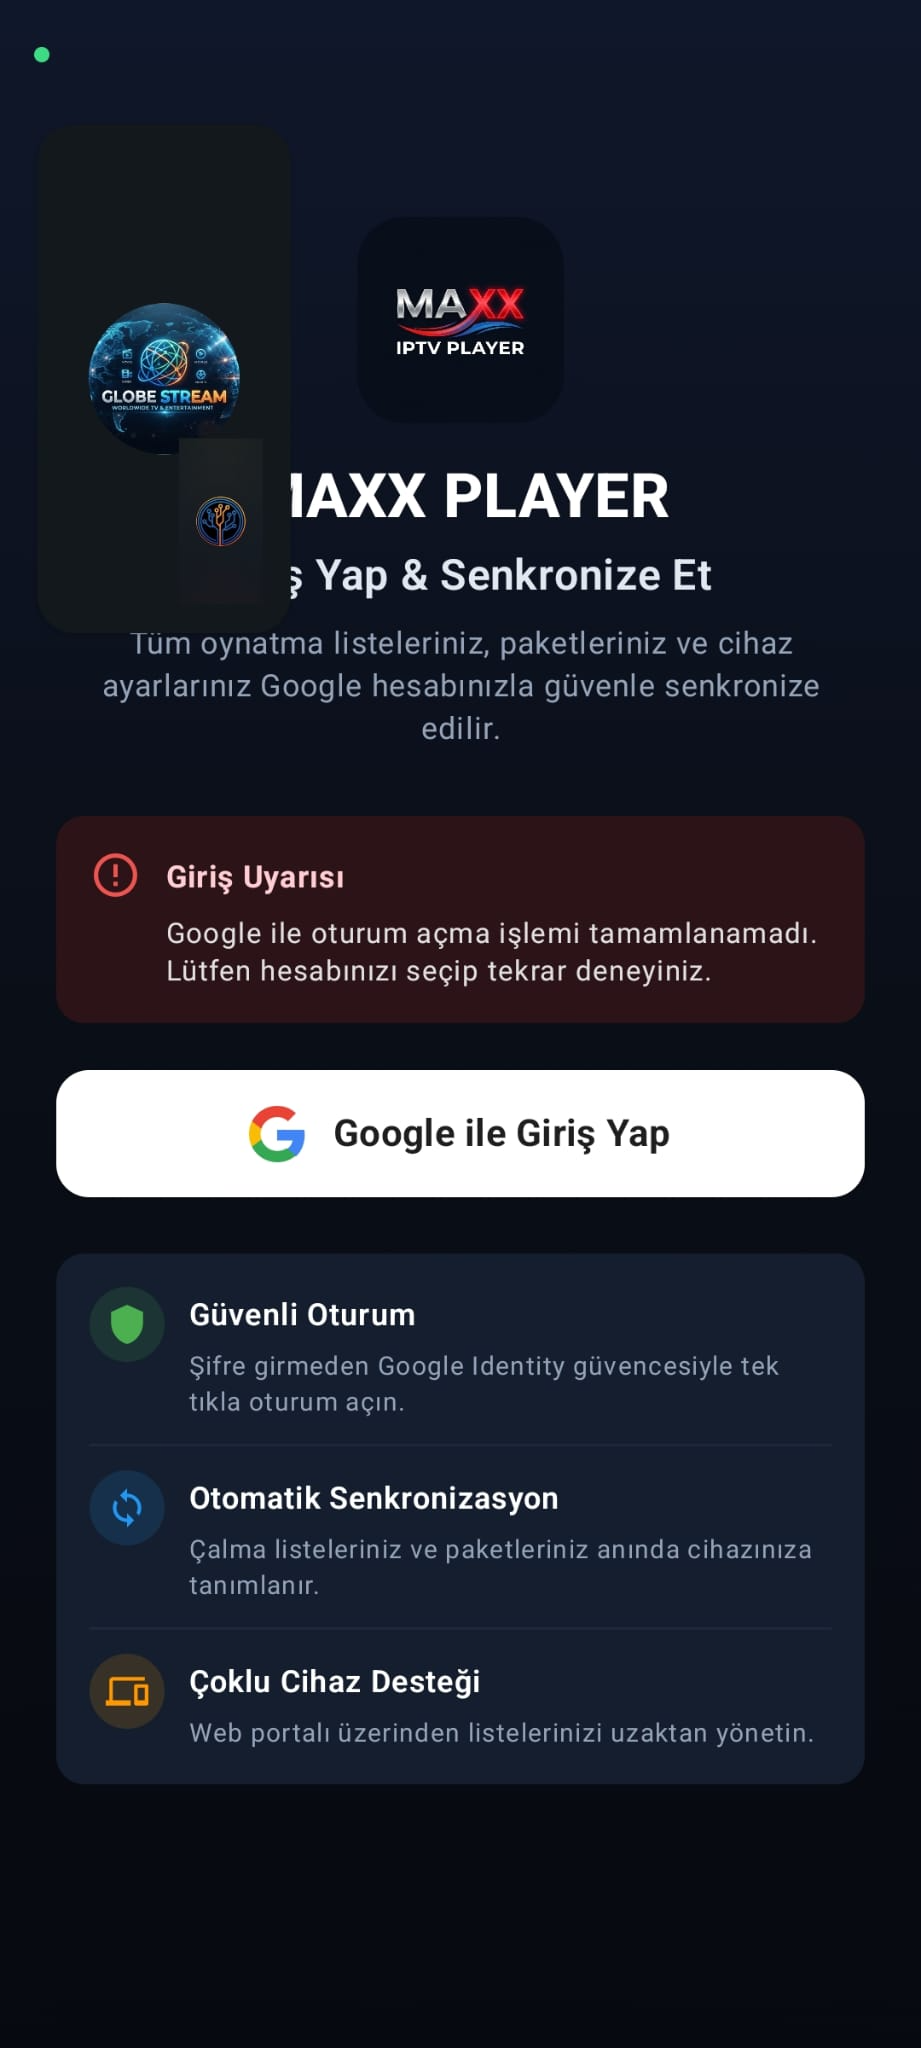 MAXX
IPTV PLAYER
GLOBE STREAM
WORLDWIDE TV & ENTERTAINMENT
MAXX PLAYER
ş Yap & Senkronize Et
Tüm oynatma listeleriniz, paketleriniz ve cihaz
ayarlarınız Google hesabınızla güvenle senkronize
edilir.
Giriş Uyarısı
Google ile oturum açma işlemi tamamlanamadı.
Lütfen hesabınızı seçip tekrar deneyiniz.
Google ile Giriş Yap
Güvenli Oturum
Şifre girmeden Google Identity güvencesiyle tek
tıkla oturum açın.
Otomatik Senkronizasyon
Çalma listeleriniz ve paketleriniz anında cihazınıza
tanımlanır.
Çoklu Cihaz Desteği
Web portalı üzerinden listelerinizi uzaktan yönetin.